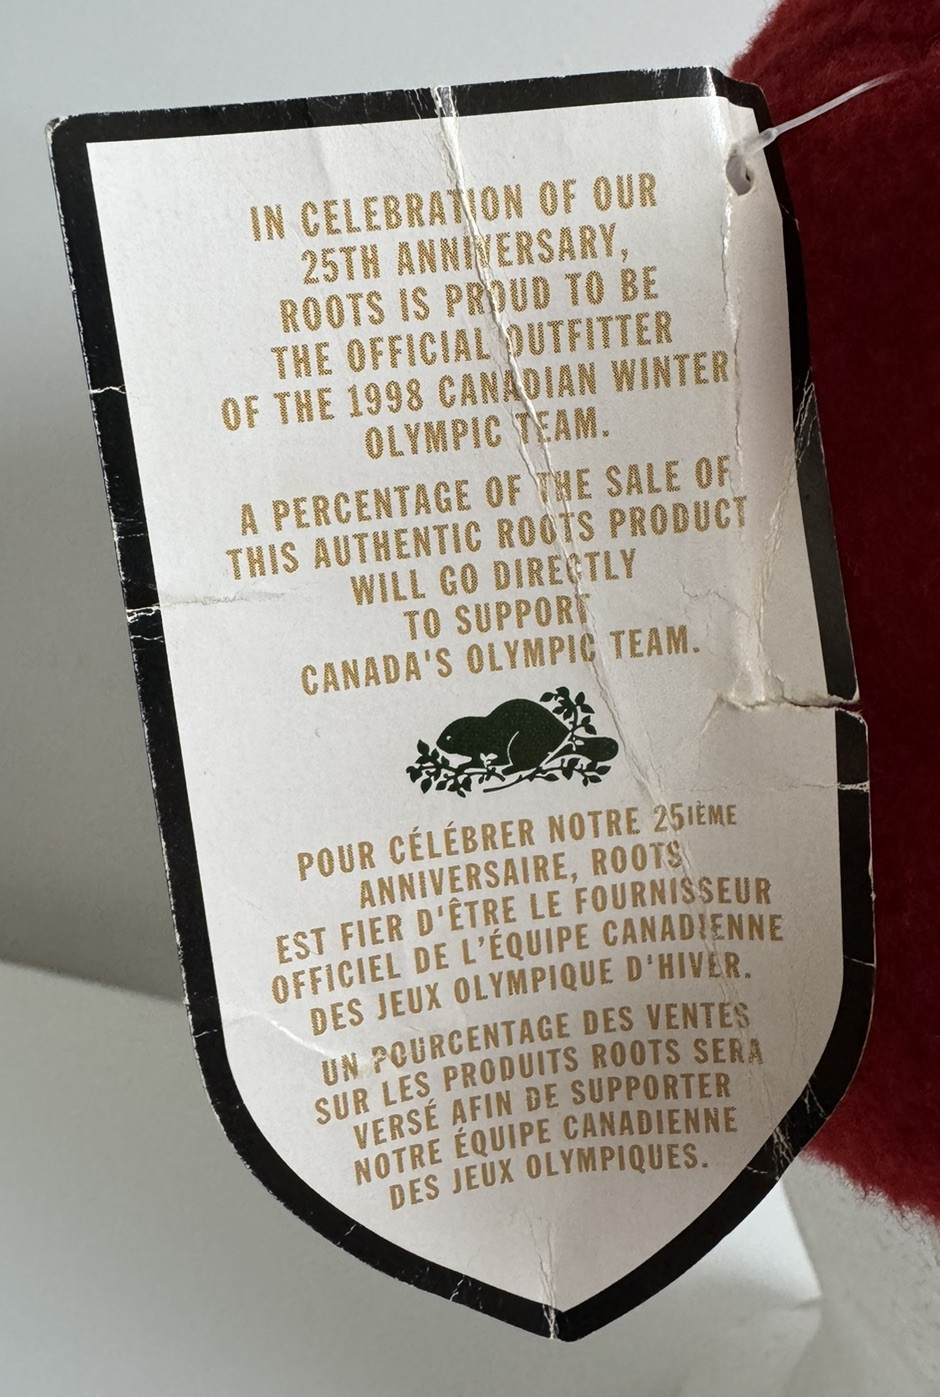 IN CELEBRATION OF OUR
25TH ANNIVERSARY,
ROOTS IS PROUD TO BE
THE OFFICIAL OUTFITTER
OF THE 1998 CANADIAN WINTER
OLYMPIC TEAM.
A PERCENTAGE OF THE SALE OF
THIS AUTHENTIC ROOTS PRODUCT
WILL GO DIRECTLY
TO SUPPORT
CANADA'S OLYMPIC TEAM.
POUR CÉLÉBRER NOTRE 25IÈME
ANNIVERSAIRE, ROOTS
EST FIER D'ÊTRE LE FOURNISSEUR
OFFICIEL DE L'ÉQUIPE CANADIENNE
DES JEUX OLYMPIQUE D'HIVER.
UN POURCENTAGE DES VENTES
SUR LES PRODUITS ROOTS SERA
VERSÉ AFIN DE SUPPORTER
NOTRE ÉQUIPE CANADIENNE
DES JEUX OLYMPIQUES.